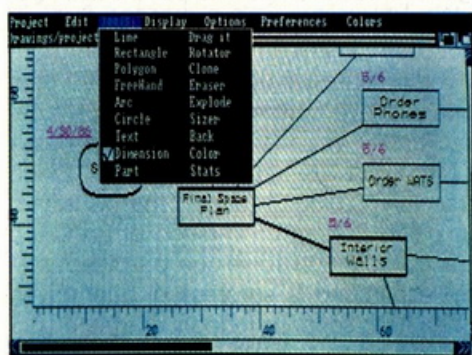 Project Edit Tools Display Options Preferences Colors
Drawings/project
Line Drag it
Rectangle Rotator
Polygon Clone
FreeHand Eraser
Arc Explode
Circle Sizer
Text Back
Dimension Color
Part Stats
4/30/86
S
Final Space
Plan
5/6
Order
Phones
5/6
Order WATS
5/6
Interior
Walls
20 40 60